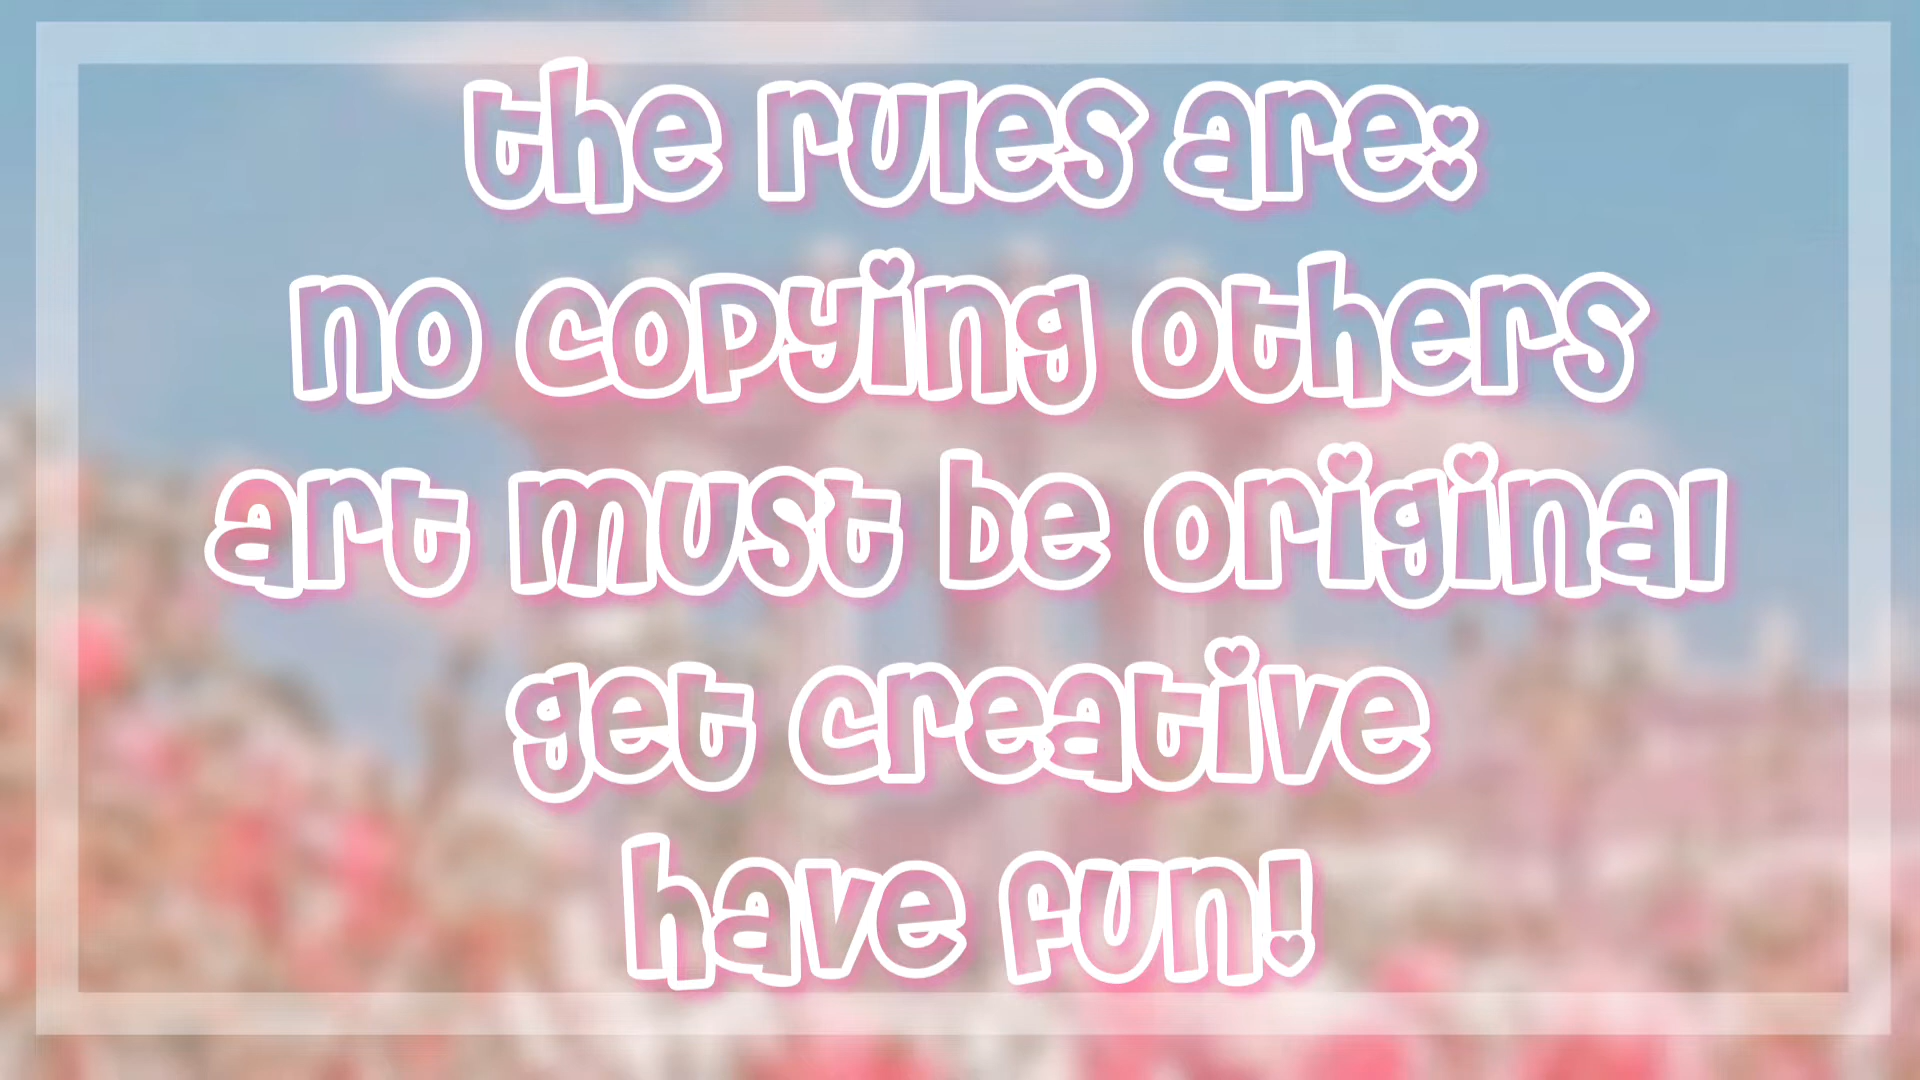 the rules are:
no copying others
art must be original
get creative
have fun!